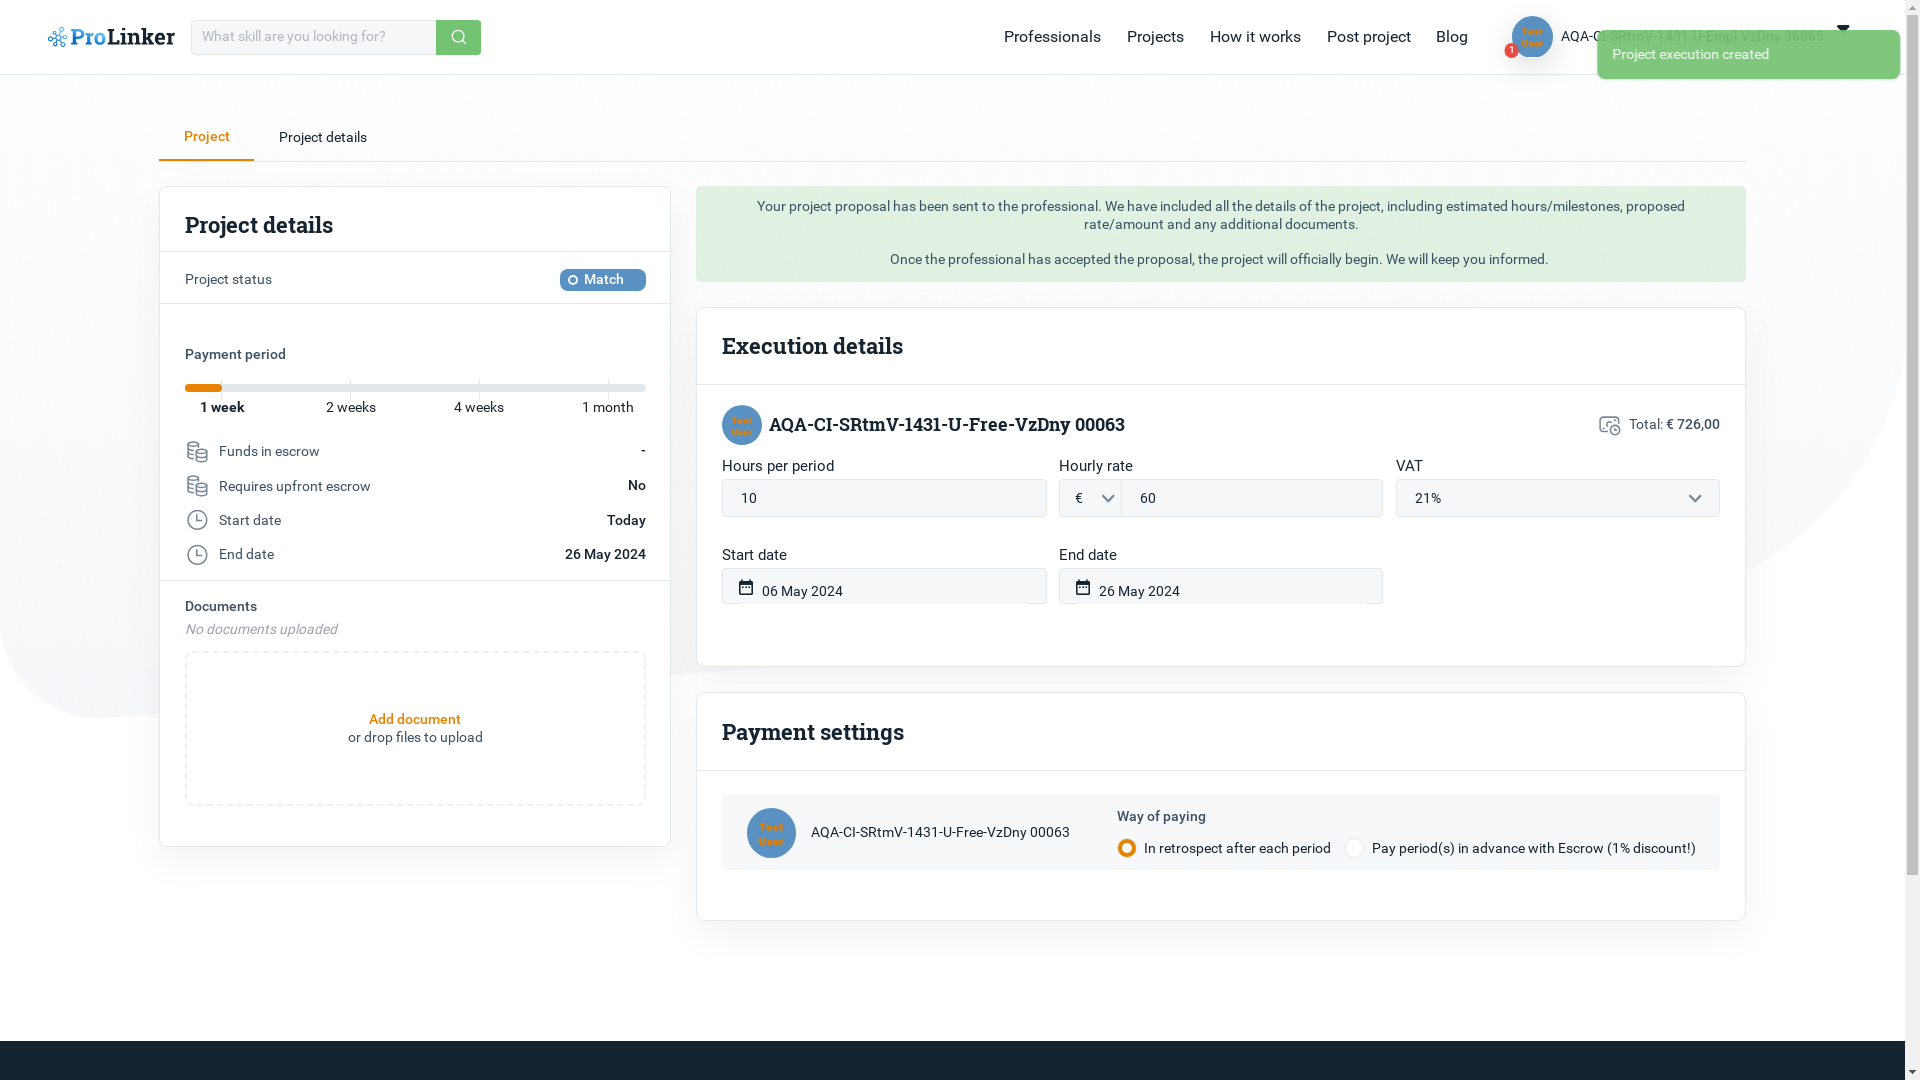 ProLinker
What skill are you looking for?
Professionals
Projects
How it works
Post project
Blog
Test
User
1
AQA-CI-SRtmV-1431-U-Empl-VzDny 36865
Project execution created
Project
Project details
Project details
Project status
Match
Payment period
1 week
2 weeks
4 weeks
1 month
Funds in escrow
-
Requires upfront escrow
No
Start date
Today
End date
26 May 2024
Documents
No documents uploaded
Add document
or drop files to upload
Your project proposal has been sent to the professional. We have included all the details of the project, including estimated hours/milestones, proposed
rate/amount and any additional documents.
Once the professional has accepted the proposal, the project will officially begin. We will keep you informed.
Execution details
Test
User
AQA-CI-SRtmV-1431-U-Free-VzDny 00063
Total: € 726,00
Hours per period
Hourly rate
VAT
10
€
60
21%
Start date
End date
06 May 2024
26 May 2024
Payment settings
Test
User
AQA-CI-SRtmV-1431-U-Free-VzDny 00063
Way of paying
In retrospect after each period
Pay period(s) in advance with Escrow (1% discount!)